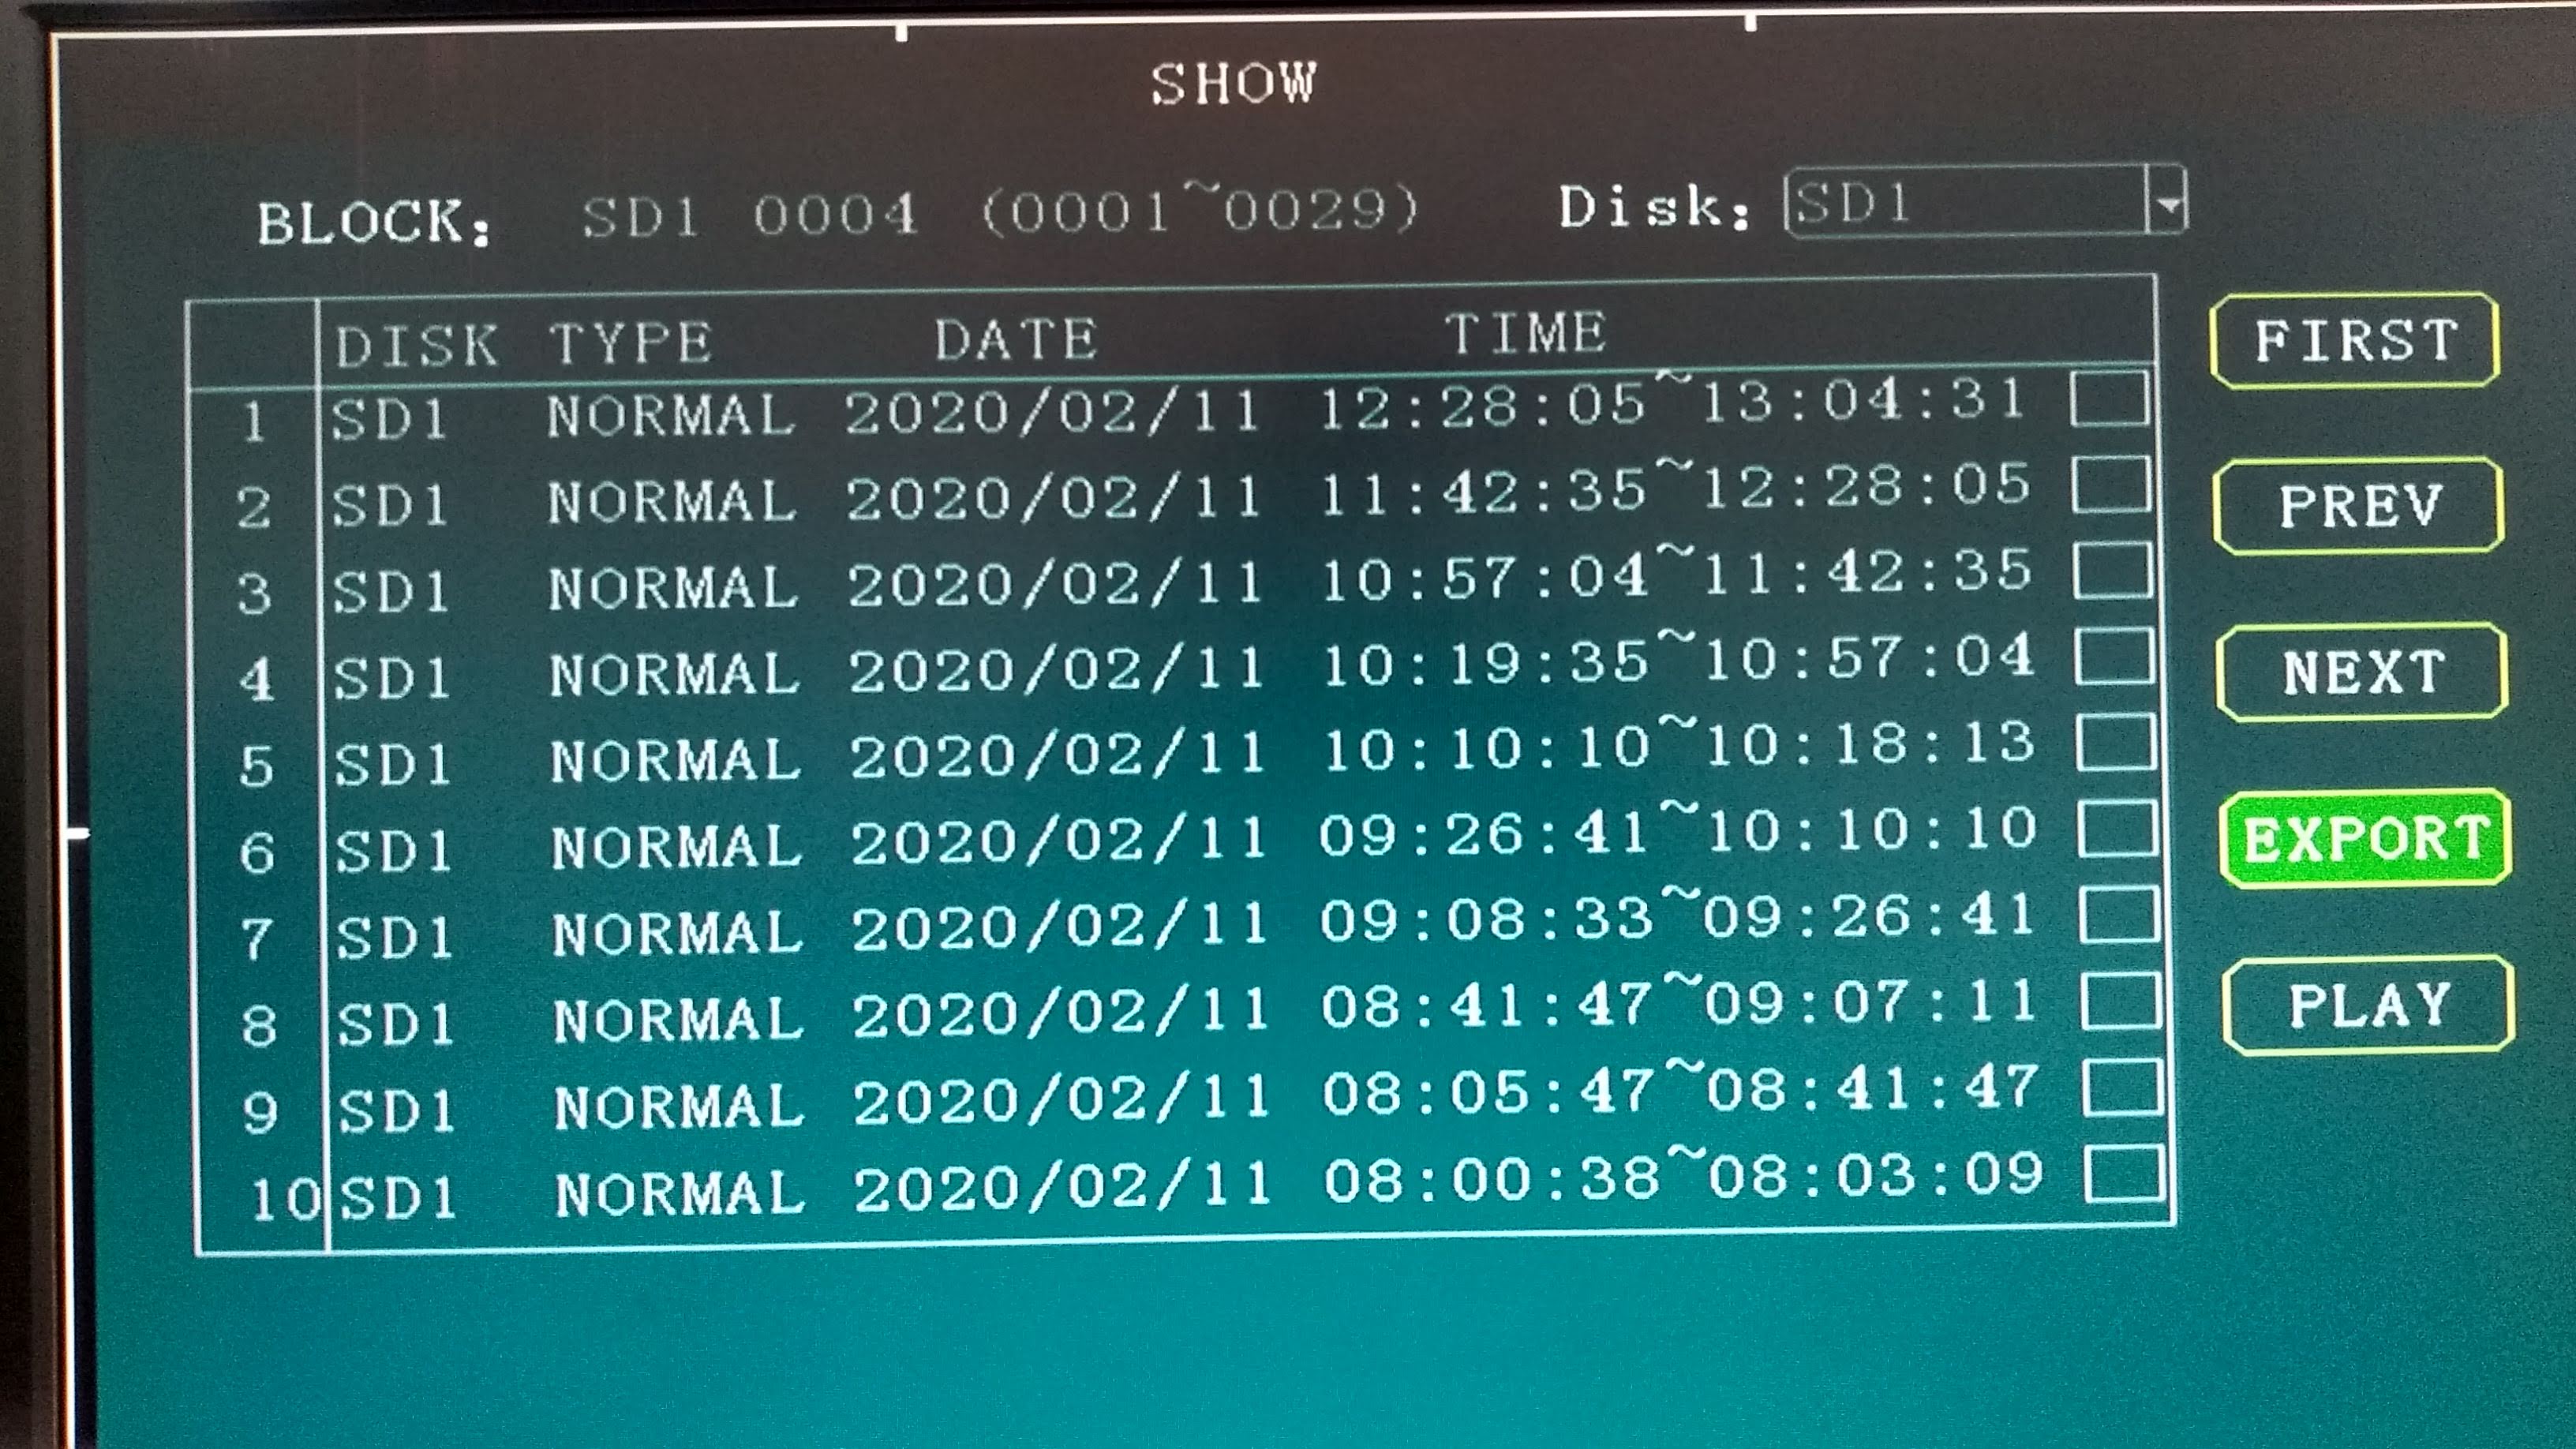 SHOW
BLOCK: SD1 0004 (0001~0029) Disk: SD1
DISK TYPE DATE TIME
1 SD1 NORMAL 2020/02/11 12:28:05~13:04:31
2 SD1 NORMAL 2020/02/11 11:42:35~12:28:05
3 SD1 NORMAL 2020/02/11 10:57:04~11:42:35
4 SD1 NORMAL 2020/02/11 10:19:35~10:57:04
5 SD1 NORMAL 2020/02/11 10:10:10~10:18:13
6 SD1 NORMAL 2020/02/11 09:26:41~10:10:10
7 SD1 NORMAL 2020/02/11 09:08:33~09:26:41
8 SD1 NORMAL 2020/02/11 08:41:47~09:07:11
9 SD1 NORMAL 2020/02/11 08:05:47~08:41:47
10 SD1 NORMAL 2020/02/11 08:00:38~08:03:09
FIRST
PREV
NEXT
EXPORT
PLAY